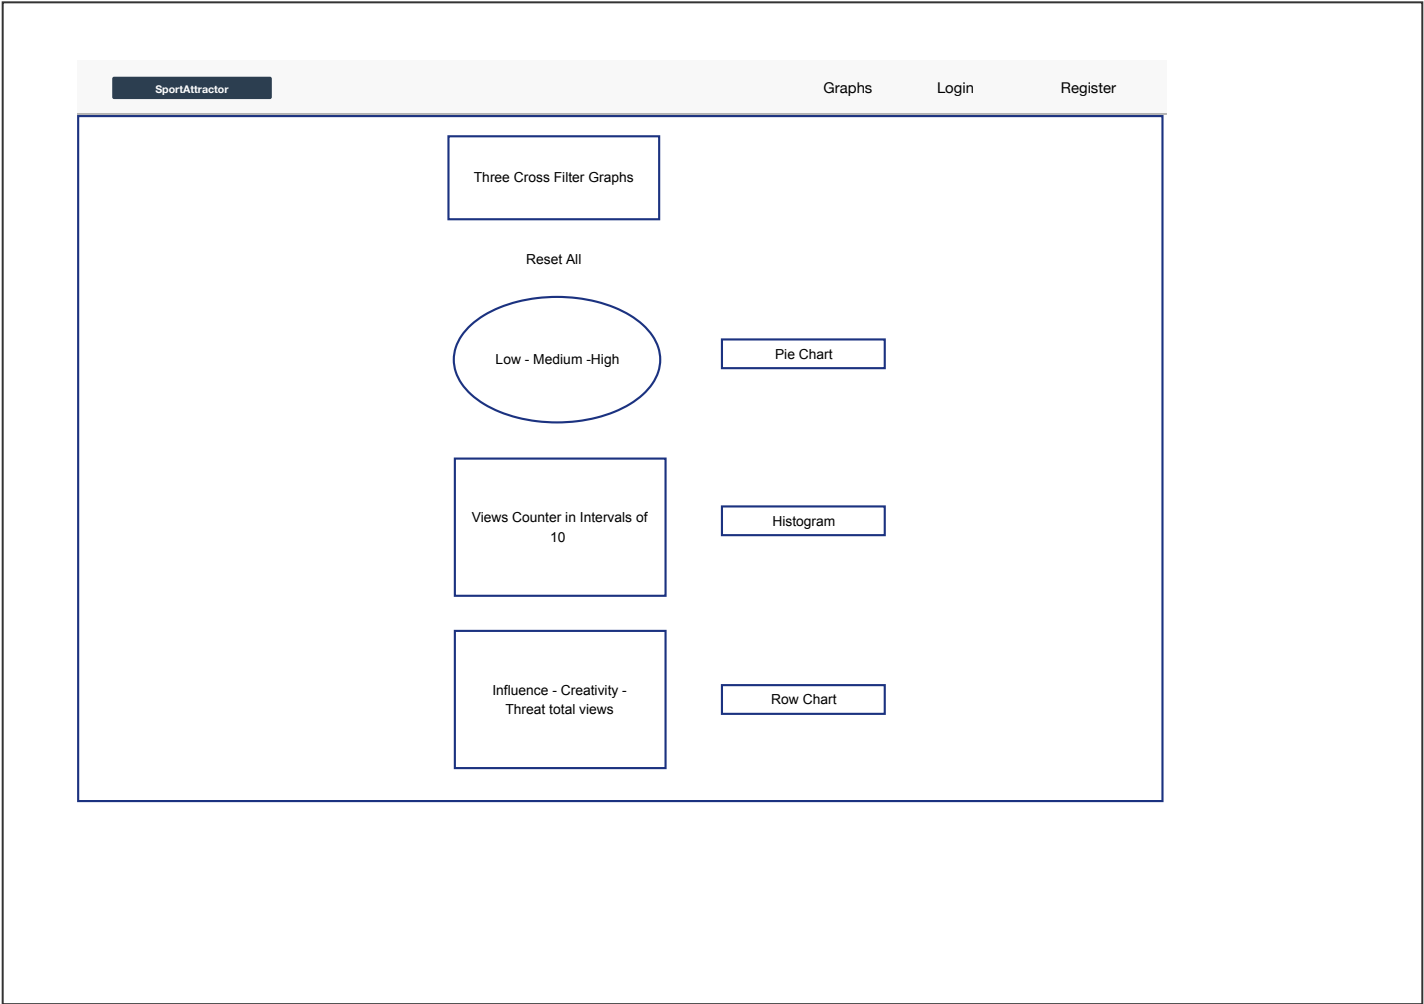 SportAttractor
Graphs
Login
Register
Three Cross Filter Graphs
Reset All
Low - Medium -High
Pie Chart
Views Counter in Intervals of
10
Histogram
Influence - Creativity -
Threat total views
Row Chart